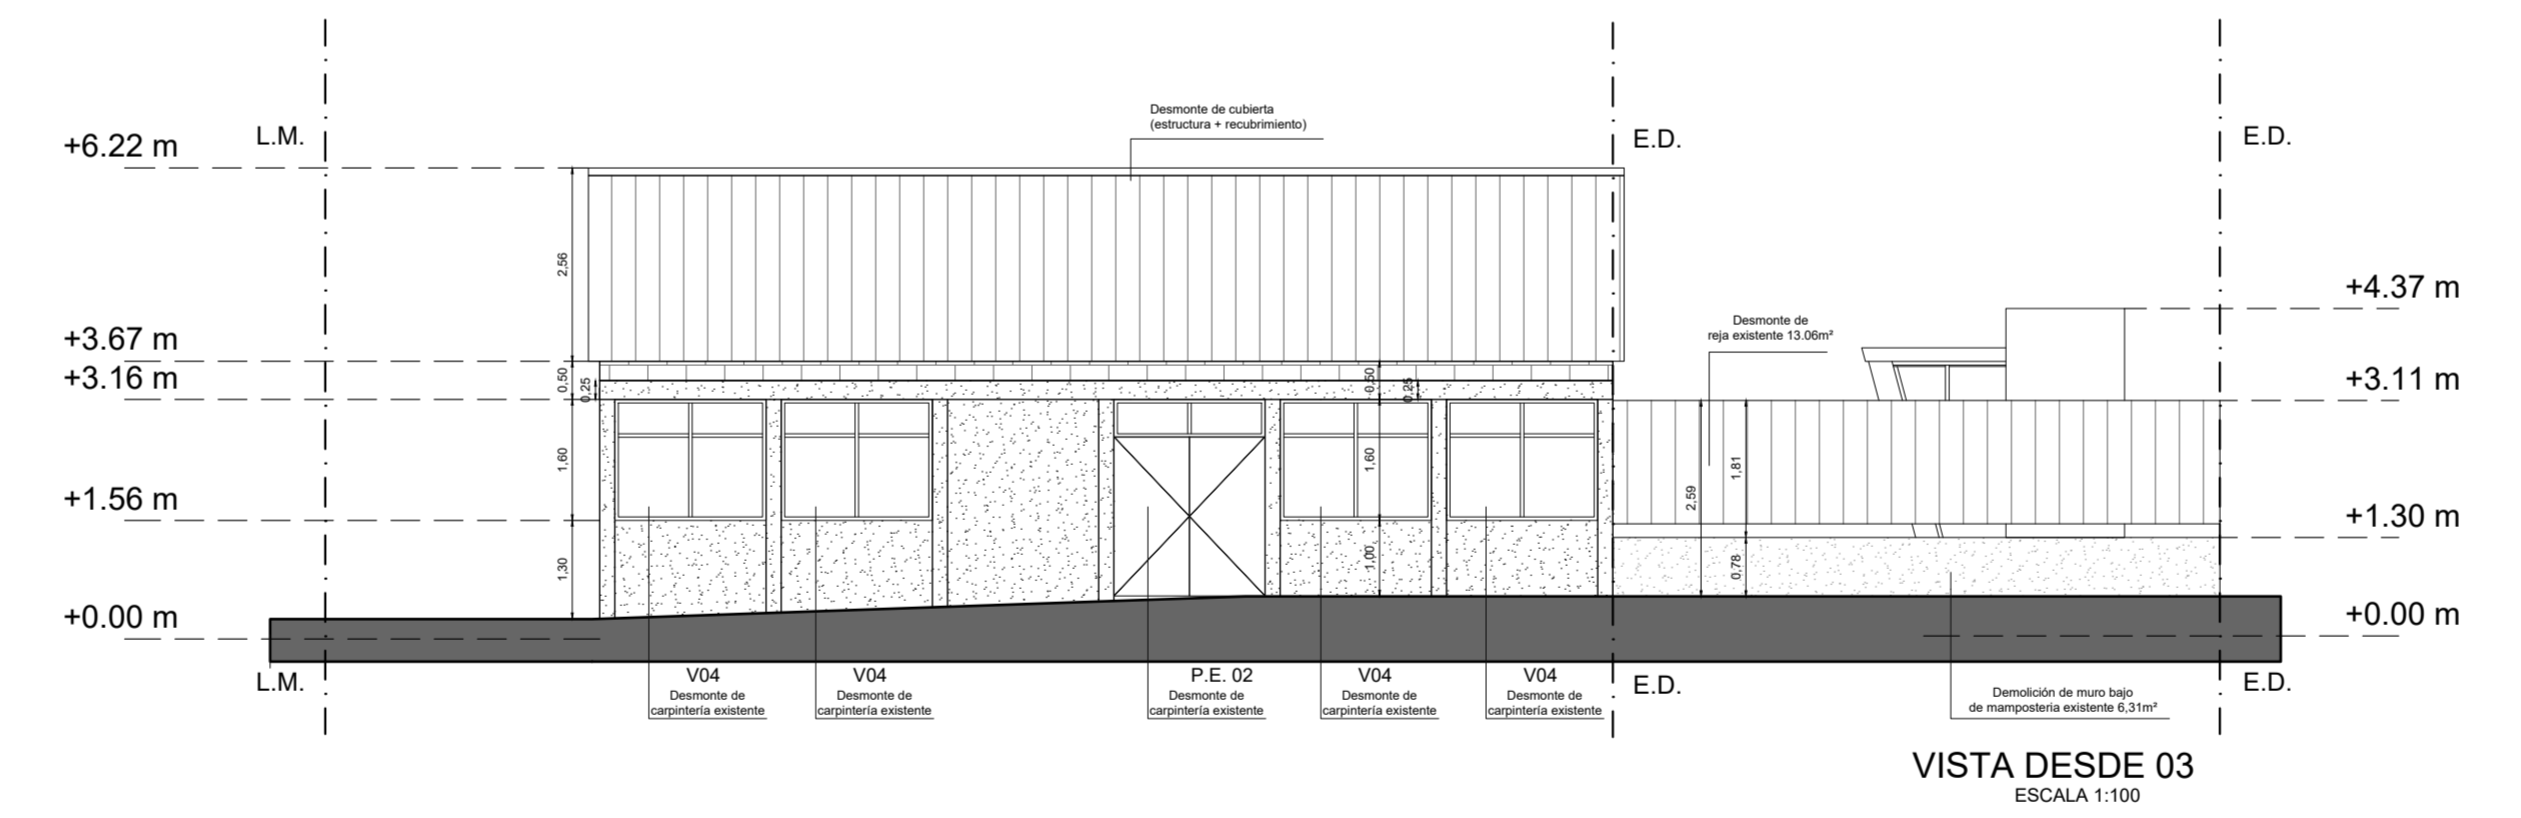 Desmonte de cubierta
(estructura + recubrimiento)
L.M.
E.D.
E.D.
+6.22 m
+4.37 m
2,56
Desmonte de
reja existente 13.06m²
+3.67 m
+3.16 m
+3.11 m
0,50
0,25
0,50
0,25
1,60
1,60
1,81
2,59
+1.56 m
+1.30 m
1,30
1,00
0,78
+0.00 m
+0.00 m
L.M.
V04
Desmonte de
carpintería existente
V04
Desmonte de
carpintería existente
P.E. 02
Desmonte de
carpintería existente
V04
Desmonte de
carpintería existente
V04
Desmonte de
carpintería existente
E.D.
Demolición de muro bajo
de mamposteria existente 6,31m²
E.D.
VISTA DESDE 03
ESCALA 1:100